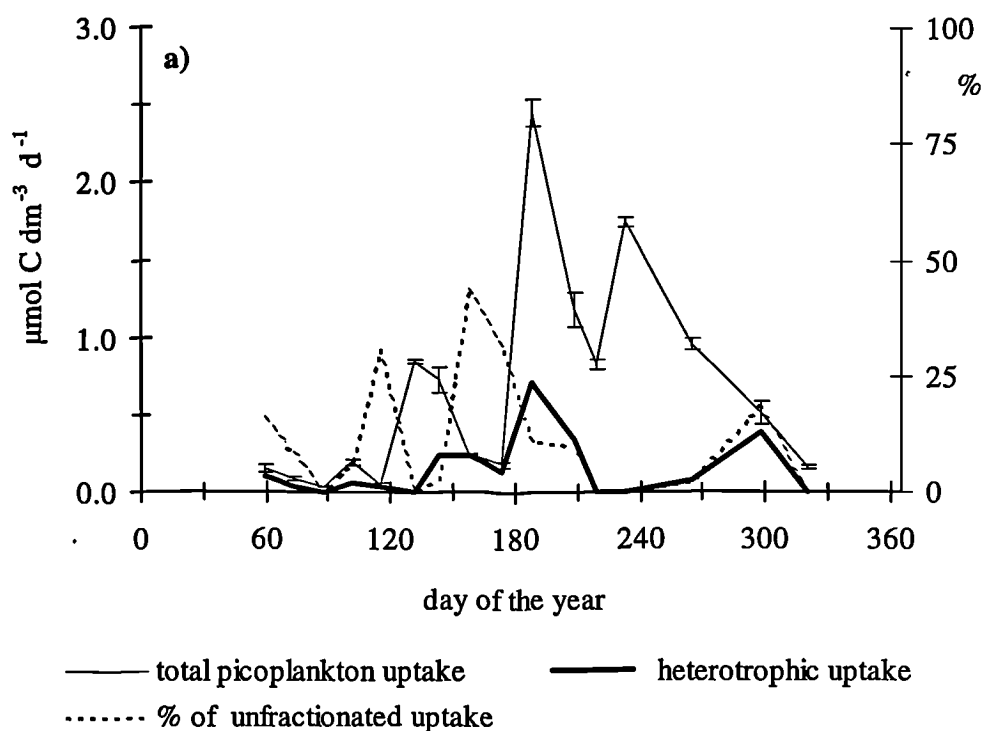 a)
3.0
2.0
1.0
0.0
µmol C dm-3 d-1
100
%
75
50
25
0
0 60 120 180 240 300 360
day of the year
total picoplankton uptake heterotrophic uptake
% of unfractionated uptake